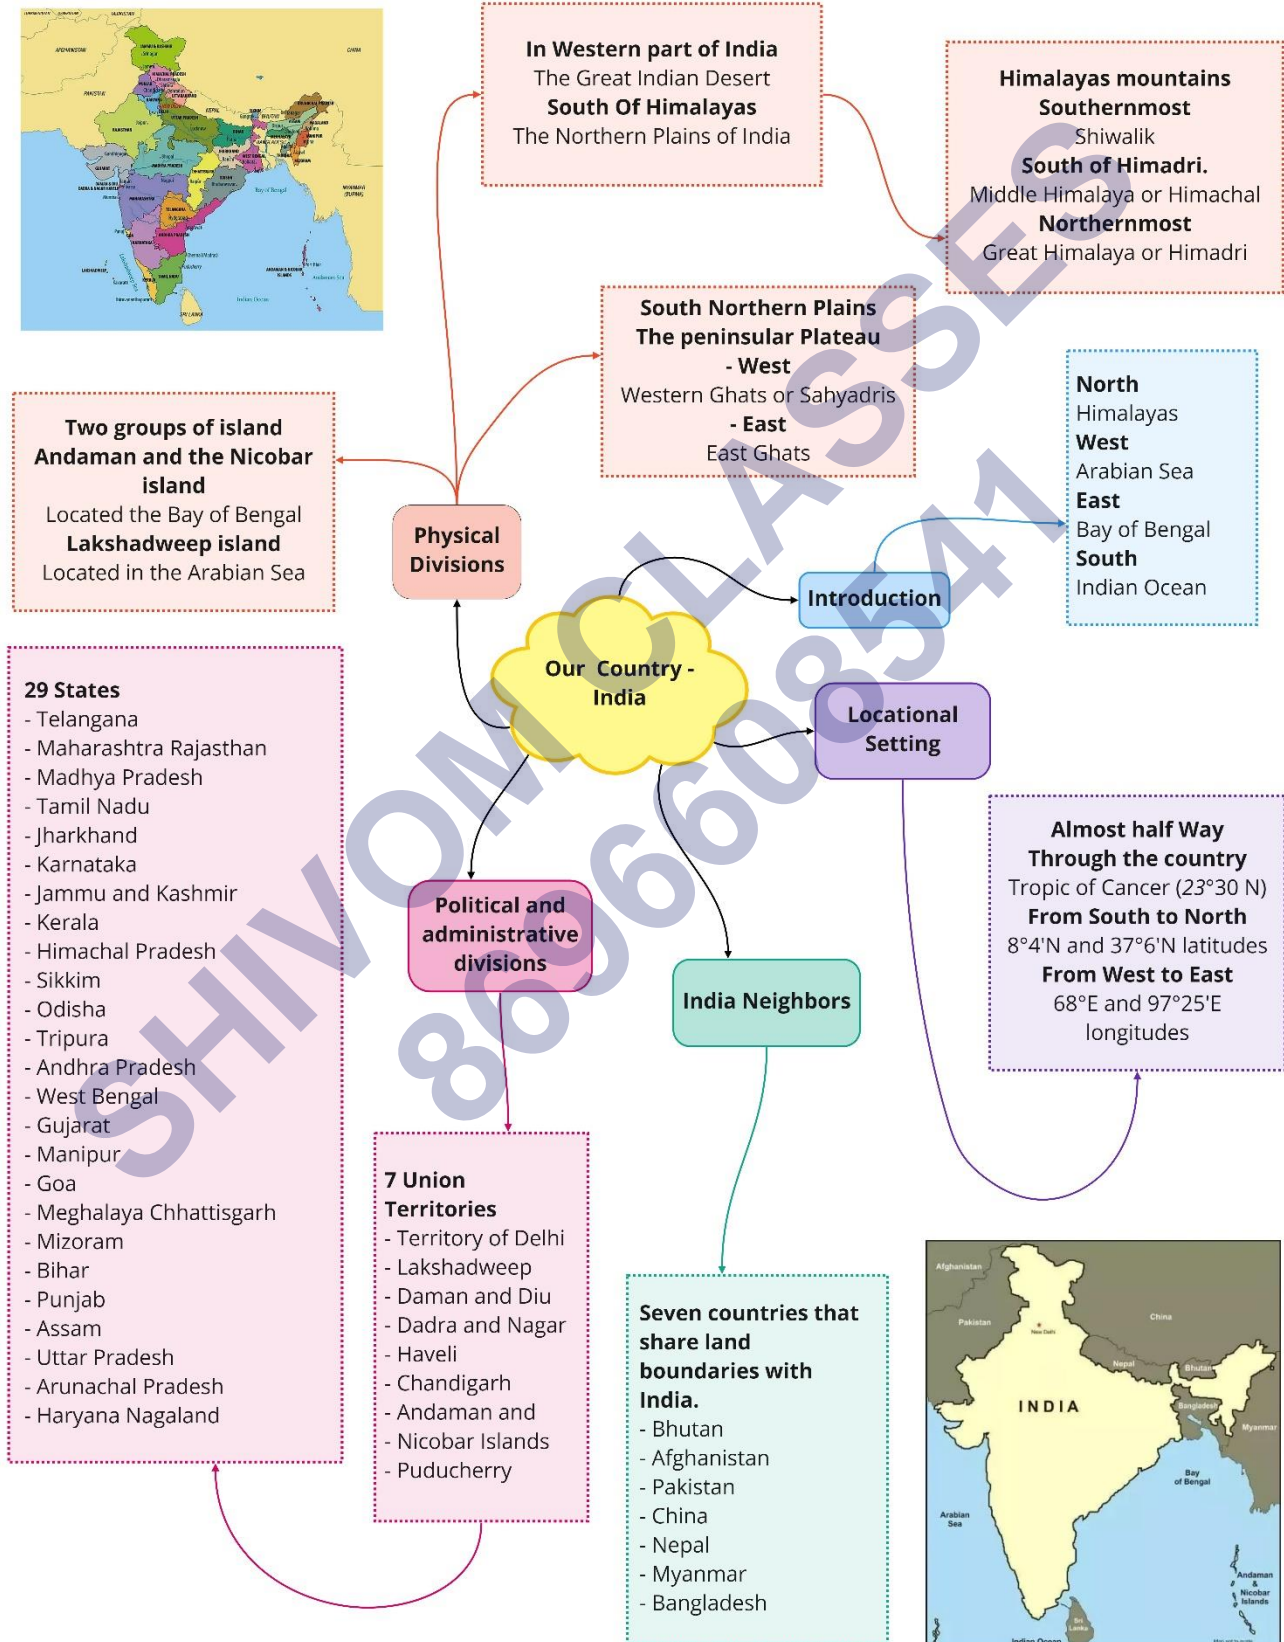 In Western part of India
The Great Indian Desert
South Of Himalayas
The Northern Plains of India
Himalayas mountains
Southernmost
Shiwalik
South of Himadri.
Middle Himalaya or Himachal
Northernmost
Great Himalaya or Himadri
South Northern Plains
The peninsular Plateau
- West
Western Ghats or Sahyadris
- East
East Ghats
North
Himalayas
West
Arabian Sea
East
Bay of Bengal
South
Indian Ocean
Two groups of island
Andaman and the Nicobar
island
Located the Bay of Bengal
Lakshadweep island
Located in the Arabian Sea
Physical
Divisions
Introduction
Our Country -
India
Locational
Setting
Almost half Way
Through the country
Tropic of Cancer (23°30 N)
From South to North
8°4'N and 37°6'N latitudes
From West to East
68°E and 97°25'E
longitudes
Political and
administrative
divisions
India Neighbors
29 States
- Telangana
- Maharashtra Rajasthan
- Madhya Pradesh
- Tamil Nadu
- Jharkhand
- Karnataka
- Jammu and Kashmir
- Kerala
- Himachal Pradesh
- Sikkim
- Odisha
- Tripura
- Andhra Pradesh
- West Bengal
- Gujarat
- Manipur
- Goa
- Meghalaya Chhattisgarh
- Mizoram
- Bihar
- Punjab
- Assam
- Uttar Pradesh
- Arunachal Pradesh
- Haryana Nagaland
7 Union
Territories
- Territory of Delhi
- Lakshadweep
- Daman and Diu
- Dadra and Nagar
- Haveli
- Chandigarh
- Andaman and
- Nicobar Islands
- Puducherry
Seven countries that
share land
boundaries with
India.
- Bhutan
- Afghanistan
- Pakistan
- China
- Nepal
- Myanmar
- Bangladesh
Afghanistan
Pakistan
China
New Delhi
Nepal
Bhutan
INDIA
Bangladesh
Myanmar
Bay
of Bengal
Arabian
Sea
Andaman
&
Nicobar
Islands
Sri
Lanka
Indian Ocean
SHIVOM CLASSES
8696608541